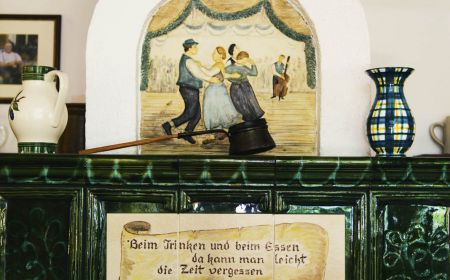 Beim Trinken und beim Essen
da kann man leicht
die Zeit vergessen